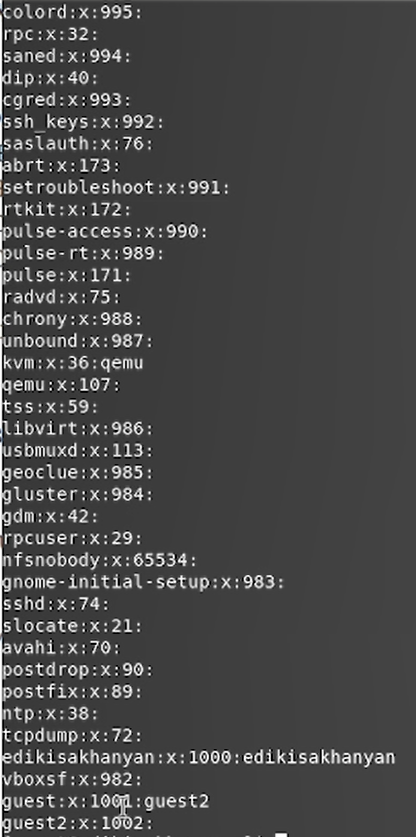 colord:x:995:
rpc:x:32:
saned:x:994:
dip:x:40:
cgred:x:993:
ssh_keys:x:992:
saslauth:x:76:
abrt:x:173:
setroubleshoot:x:991:
rtkit:x:172:
pulse-access:x:990:
pulse-rt:x:989:
pulse:x:171:
radvd:x:75:
chrony:x:988:
unbound:x:987:
kvm:x:36:qemu
qemu:x:107:
tss:x:59:
libvirt:x:986:
usbmuxd:x:113:
geoclue:x:985:
gluster:x:984:
gdm:x:42:
rpcuser:x:29:
nfsnobody:x:65534:
gnome-initial-setup:x:983:
sshd:x:74:
slocate:x:21:
avahi:x:70:
postdrop:x:90:
postfix:x:89:
ntp:x:38:
tcpdump:x:72:
edikisakhanyan:x:1000:edikisakhanyan
vboxsf:x:982:
guest:x:1001:guest2
guest2:x:1002: